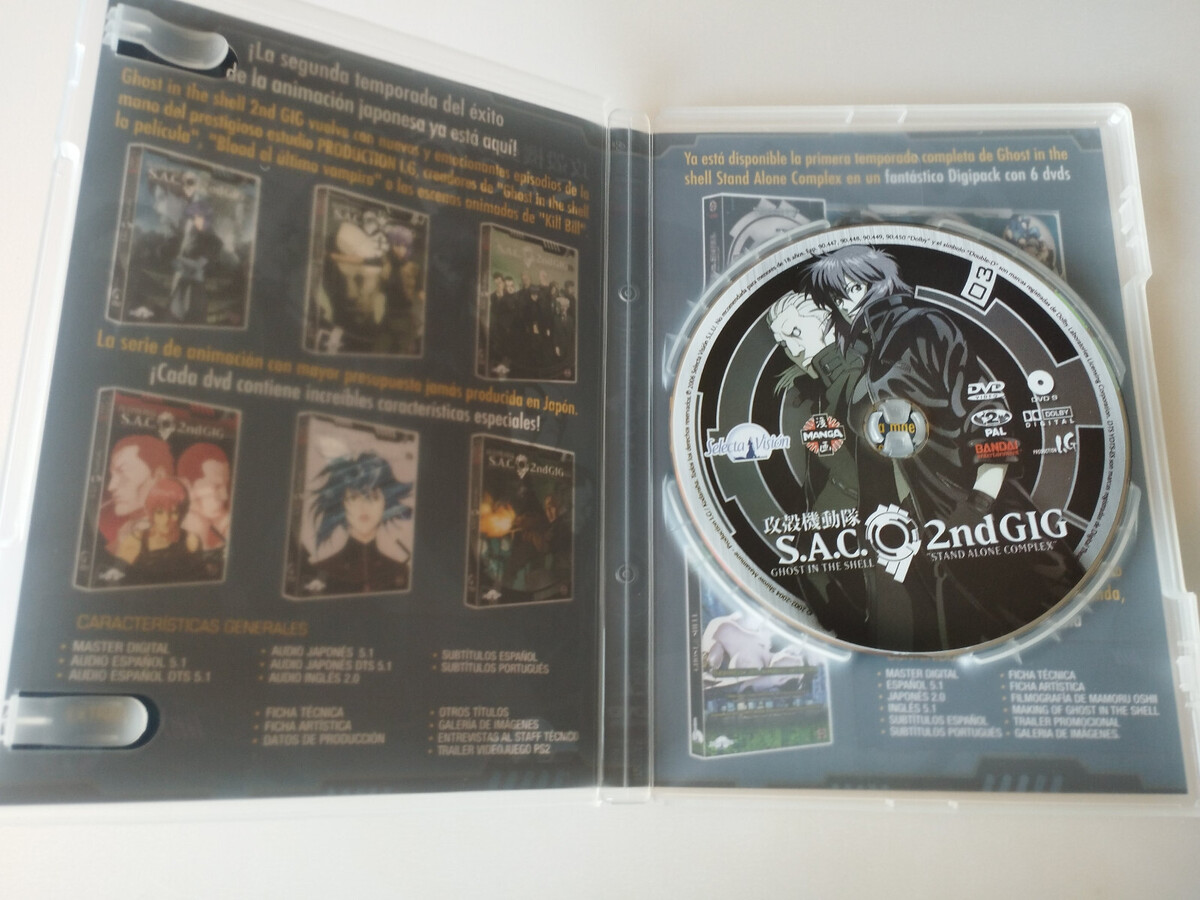 ¡La segunda temporada del éxito
de la animación japonesa ya está aquí!
Ghost in the shell 2nd GIG vuelve con nuevos y emocionantes episodios de la
mano del prestigioso estudio PRODUCTION I.G, creadores de "Ghost in the shell
la película", "Blood el último vampiro" o las escenas animadas de "Kill Bill"
La serie de animación con mayor presupuesto jamás producida en Japón.
¡Cada dvd contiene increíbles características especiales!
S.A.C. 2ndGIG
S.A.C. 2ndGIG
CARACTERÍSTICAS GENERALES
• MASTER DIGITAL
• AUDIO ESPAÑOL 5.1
• AUDIO ESPAÑOL DTS 5.1
• AUDIO JAPONÉS 5.1
• AUDIO JAPONÉS DTS 5.1
• AUDIO INGLÉS 2.0
• SUBTÍTULOS ESPAÑOL
• SUBTÍTULOS PORTUGUÉS
• FICHA TÉCNICA
• FICHA ARTÍSTICA
• DATOS DE PRODUCCIÓN
• OTROS TÍTULOS
• GALERÍA DE IMÁGENES
• ENTREVISTAS AL STAFF TÉCNICO
• TRAILER VIDEOJUEGO PS2
Ya está disponible la primera temporada completa de Ghost in the
shell Stand Alone Complex en un fantástico Digipack con 6 dvds
03
DVD
VIDEO
DVD 5
PAL
DOLBY
DIGITAL
BANDAI
PRODUCTION I.G
Selecta Visión
MANGA
攻殻機動隊
S.A.C. 2ndGIG
GHOST IN THE SHELL "STAND ALONE COMPLEX"
• MASTER DIGITAL
• ESPAÑOL 5.1
• JAPONÉS 2.0
• INGLÉS 5.1
• SUBTÍTULOS ESPAÑOL
• SUBTÍTULOS PORTUGUÉS
• FICHA TÉCNICA
• FICHA ARTÍSTICA
• FILMOGRAFÍA DE MAMORU OSHII
• MAKING OF GHOST IN THE SHELL
• TRAILER PROMOCIONAL
• GALERÍA DE IMÁGENES.